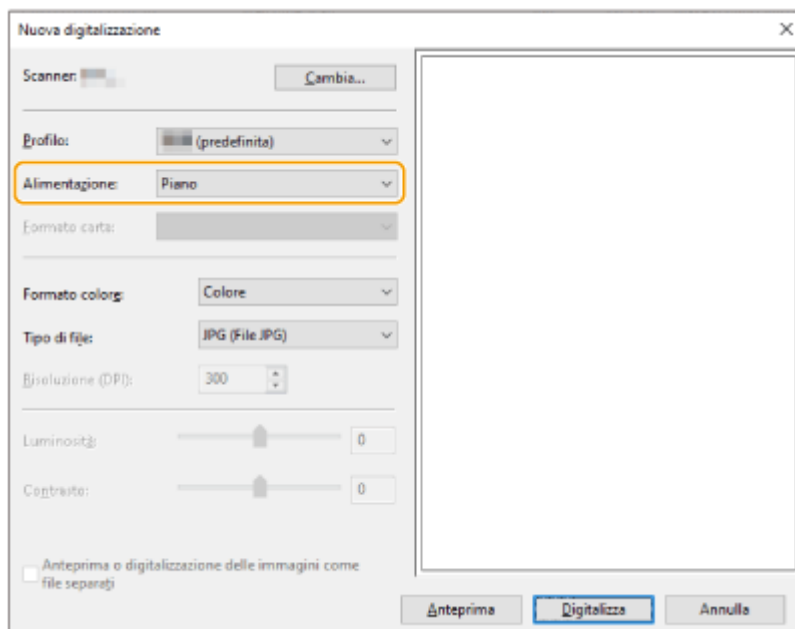 Nuova digitalizzazione
Scanner:
Cambia...
Profilo: (predefinita)
Alimentazione: Piano
Formato carta:
Formato colore: Colore
Tipo di file: JPG (File JPG)
Risoluzione (DPI): 300
Luminosità: 0
Contrasto: 0
Anteprima o digitalizzazione delle immagini come
file separati
Anteprima Digitalizza Annulla